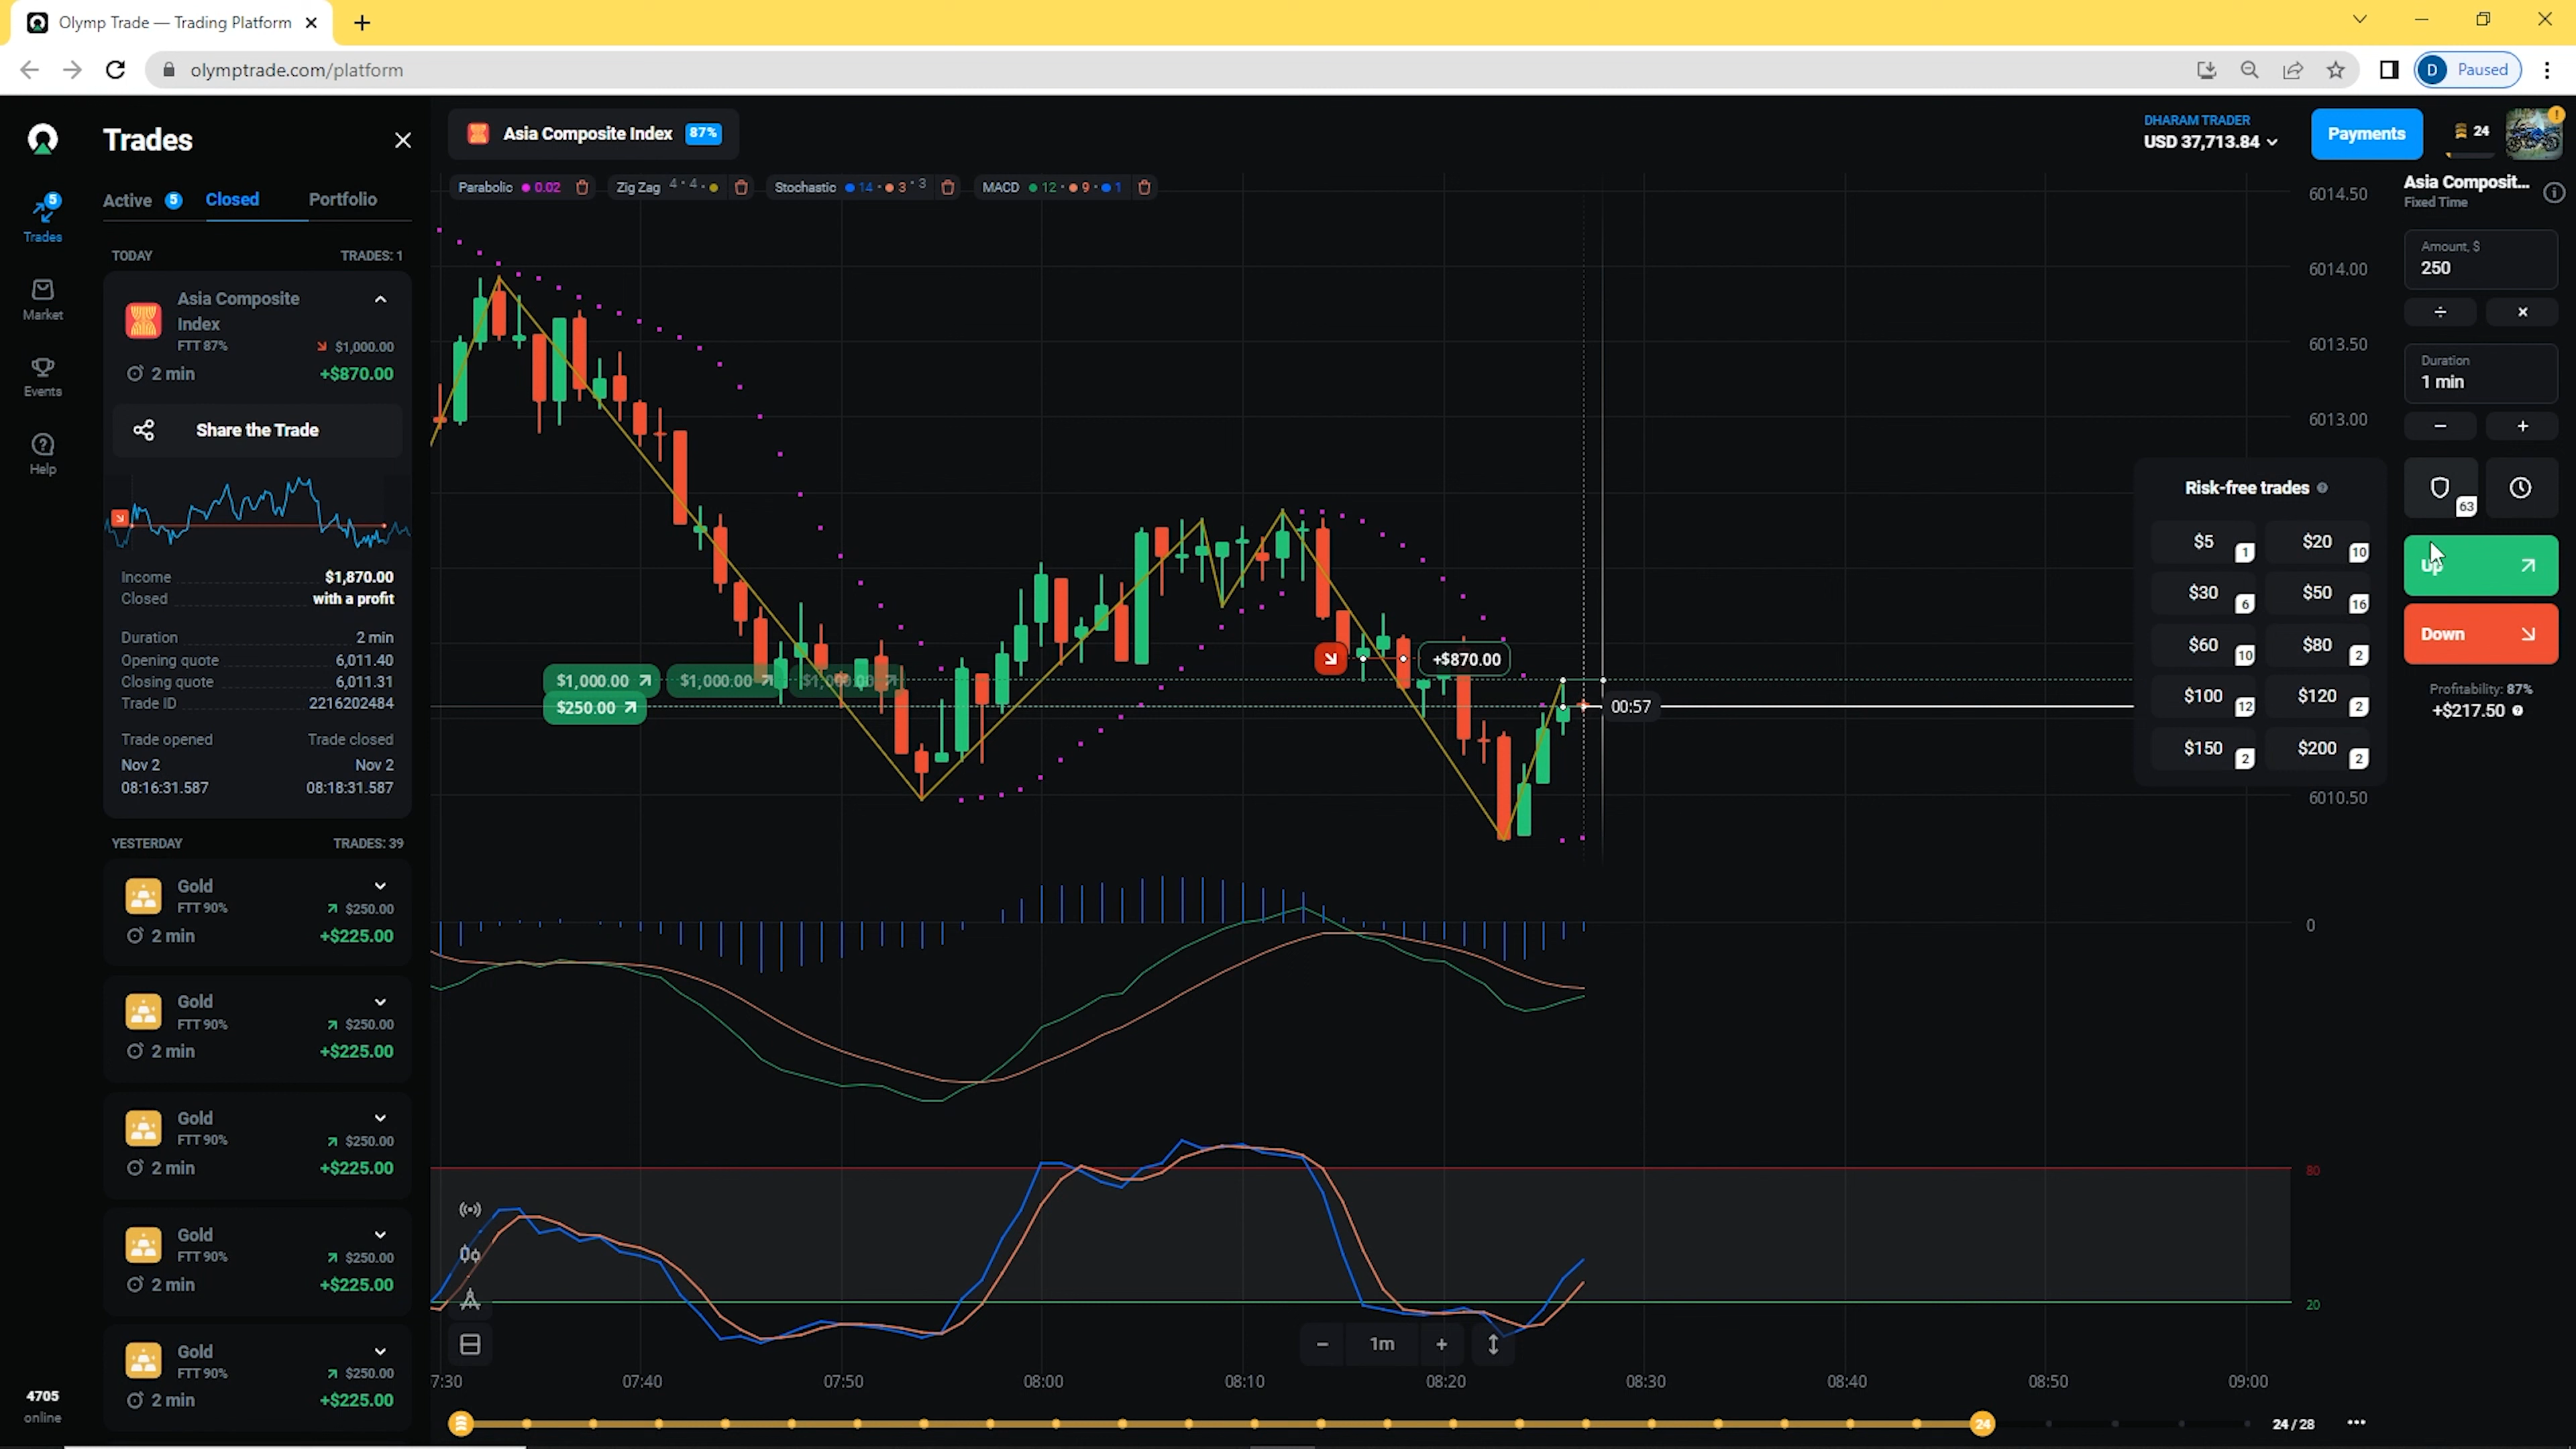 Olymp Trade — Trading Platform
olymptrade.com/platform
D Paused
Trades
Asia Composite Index 87%
DHARAM TRADER
USD 37,713.84
Payments
24
Active 5 Closed Portfolio
Parabolic 0.02 Zig Zag 4 4 Stochastic 14 3 3 MACD 12 9 1
5
Trades
Market
Events
Help
TODAY TRADES: 1
Asia Composite
Index
FTT 87% $1,000.00
2 min +$870.00
Share the Trade
Income $1,870.00
Closed with a profit
Duration 2 min
Opening quote 6,011.40
Closing quote 6,011.31
Trade ID 2216202484
Trade opened Trade closed
Nov 2 Nov 2
08:16:31.587 08:18:31.587
YESTERDAY TRADES: 39
Gold
FTT 90% $250.00
2 min +$225.00
Gold
FTT 90% $250.00
2 min +$225.00
Gold
FTT 90% $250.00
2 min +$225.00
Gold
FTT 90% $250.00
2 min +$225.00
Gold
FTT 90% $250.00
2 min +$225.00
4705
online
$1,000.00 $1,000.00
$250.00
+$870.00
00:57
6014.50
6014.00
6013.50
6013.00
6010.50
0
80
20
1m
7:30 07:40 07:50 08:00 08:10 08:20 08:30 08:40 08:50 09:00
24
24 / 28
Asia Composit...
Fixed Time
Amount, $
250
÷ ×
Duration
1 min
− +
63
Risk-free trades
$5 1 $20 10
$30 6 $50 16
$60 10 $80 2
$100 12 $120 2
$150 2 $200 2
Up
Down
Profitability: 87%
+$217.50